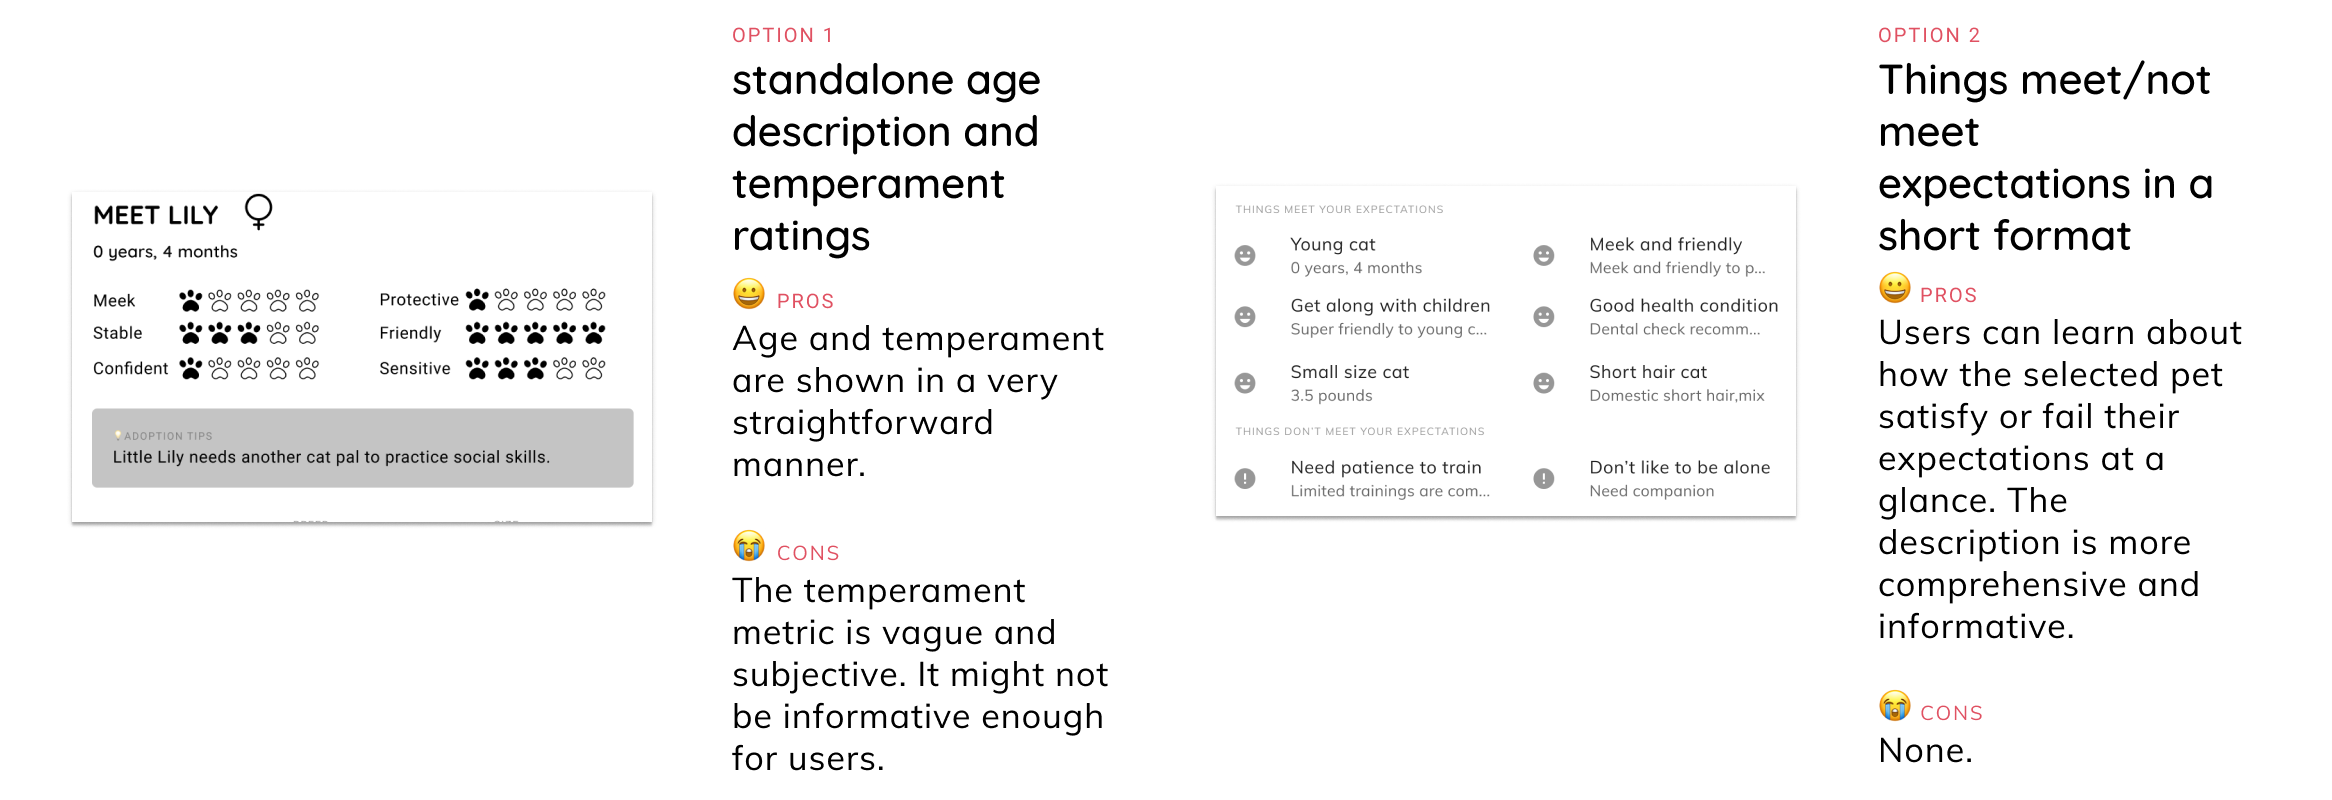 MEET LILY
0 years, 4 months
Meek
Protective
Stable
Friendly
Confident
Sensitive
ADOPTION TIPS
Little Lily needs another cat pal to practice social skills.
OPTION 1
standalone age
description and
temperament
ratings
PROS
Age and temperament
are shown in a very
straightforward
manner.
CONS
The temperament
metric is vague and
subjective. It might not
be informative enough
for users.
THINGS MEET YOUR EXPECTATIONS
Young cat
0 years, 4 months
Meek and friendly
Meek and friendly to p...
Get along with children
Super friendly to young c...
Good health condition
Dental check recomm...
Small size cat
3.5 pounds
Short hair cat
Domestic short hair,mix
THINGS DON'T MEET YOUR EXPECTATIONS
Need patience to train
Limited trainings are com...
Don't like to be alone
Need companion
OPTION 2
Things meet/not
meet
expectations in a
short format
PROS
Users can learn about
how the selected pet
satisfy or fail their
expectations at a
glance. The
description is more
comprehensive and
informative.
CONS
None.